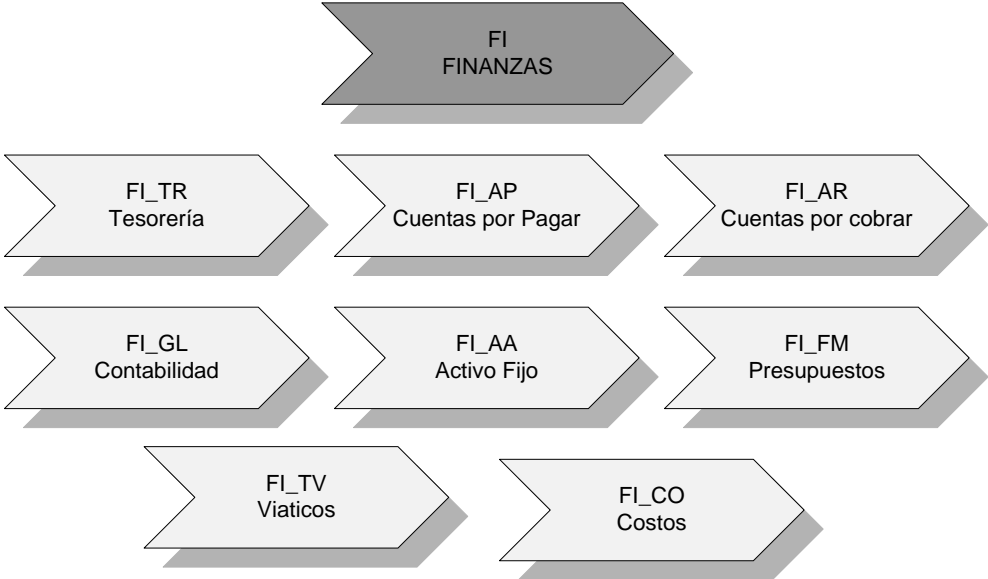 FI
FINANZAS
FI_TR
Tesorería
FI_AP
Cuentas por Pagar
FI_AR
Cuentas por cobrar
FI_GL
Contabilidad
FI_AA
Activo Fijo
FI_FM
Presupuestos
FI_TV
Viaticos
FI_CO
Costos